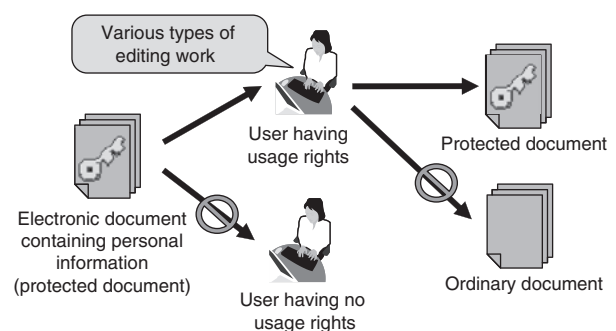 Various types of
editing work
User having
usage rights
Protected document
Electronic document
containing personal
information
(protected document)
User having no
usage rights
Ordinary document